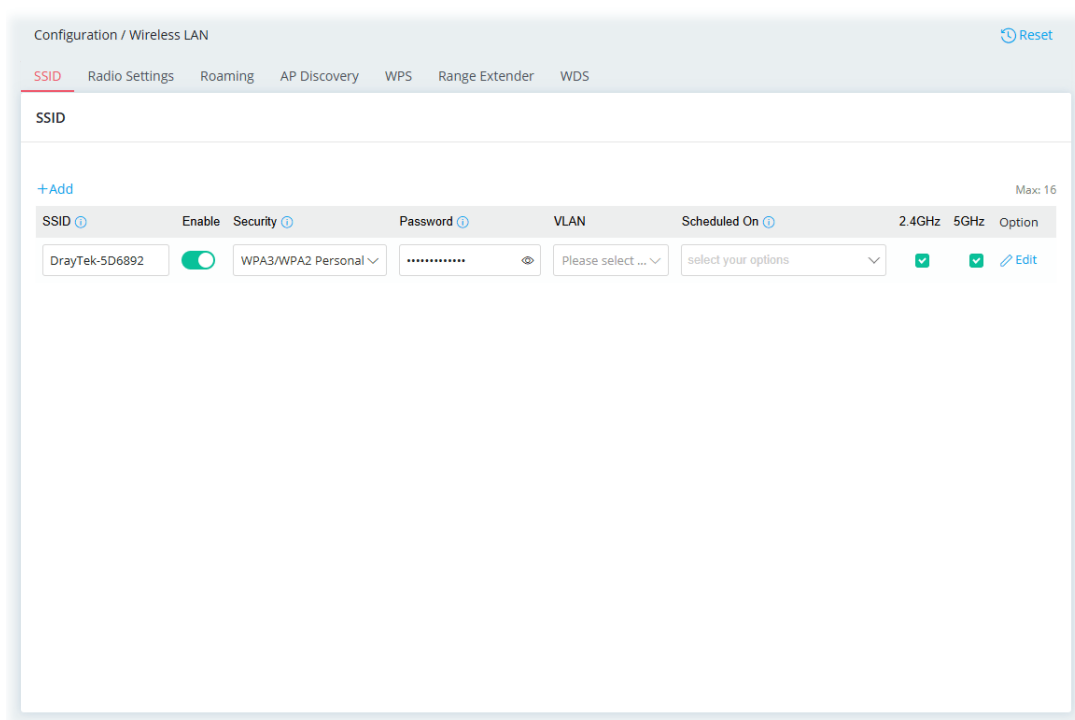 Configuration / Wireless LAN Reset
SSID Radio Settings Roaming AP Discovery WPS Range Extender WDS
SSID
+Add Max: 16
SSID Enable Security Password VLAN Scheduled On 2.4GHz 5GHz Option
DrayTek-5D6892 WPA3/WPA2 Personal ••••••••••••• Please select ... select your options Edit